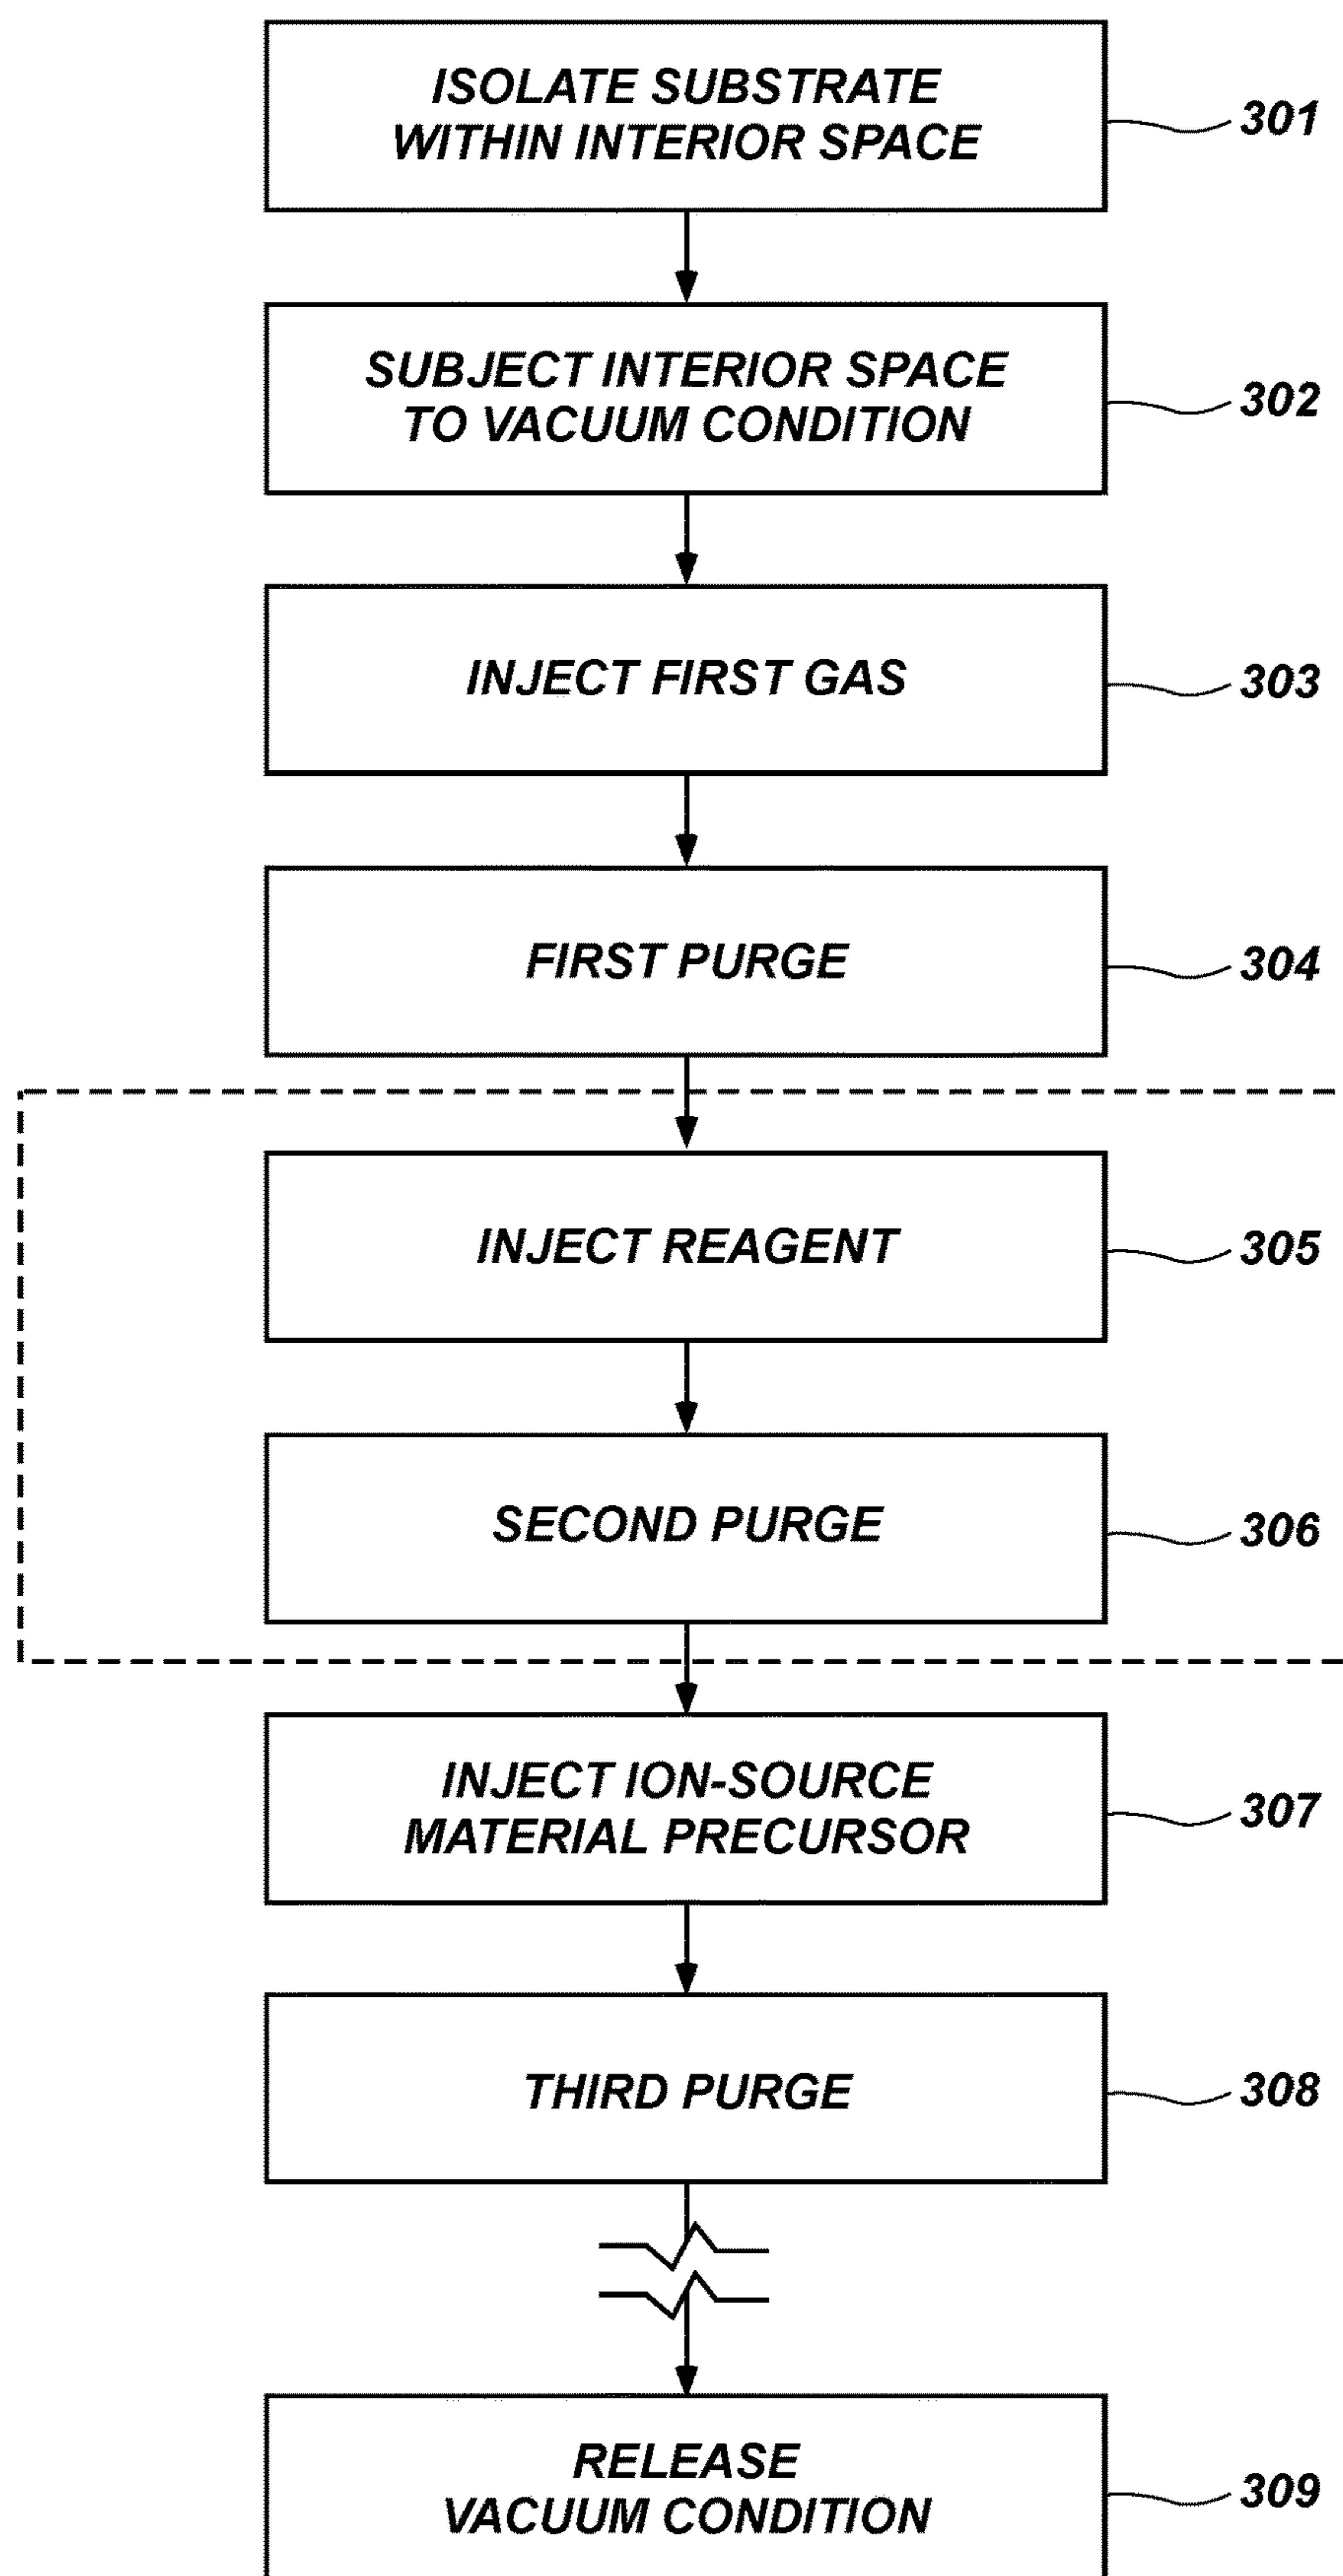 ISOLATE SUBSTRATE
WITHIN INTERIOR SPACE
301
SUBJECT INTERIOR SPACE
TO VACUUM CONDITION
302
INJECT FIRST GAS
303
FIRST PURGE
304
INJECT REAGENT
305
SECOND PURGE
306
INJECT ION-SOURCE
MATERIAL PRECURSOR
307
THIRD PURGE
308
RELEASE
VACUUM CONDITION
309